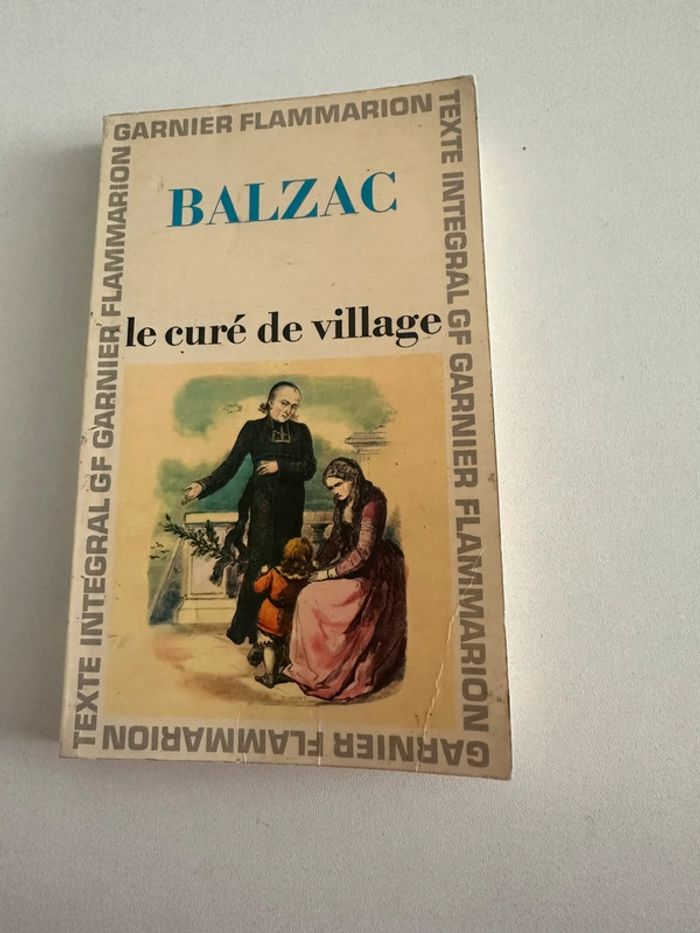 GARNIER FLAMMARION
TEXTE INTEGRAL GF GARNIER FLAMMARION
BALZAC
le curé de village
TEXTE INTEGRAL GF GARNIER FLAMMARION
GARNIER FLAMMARION